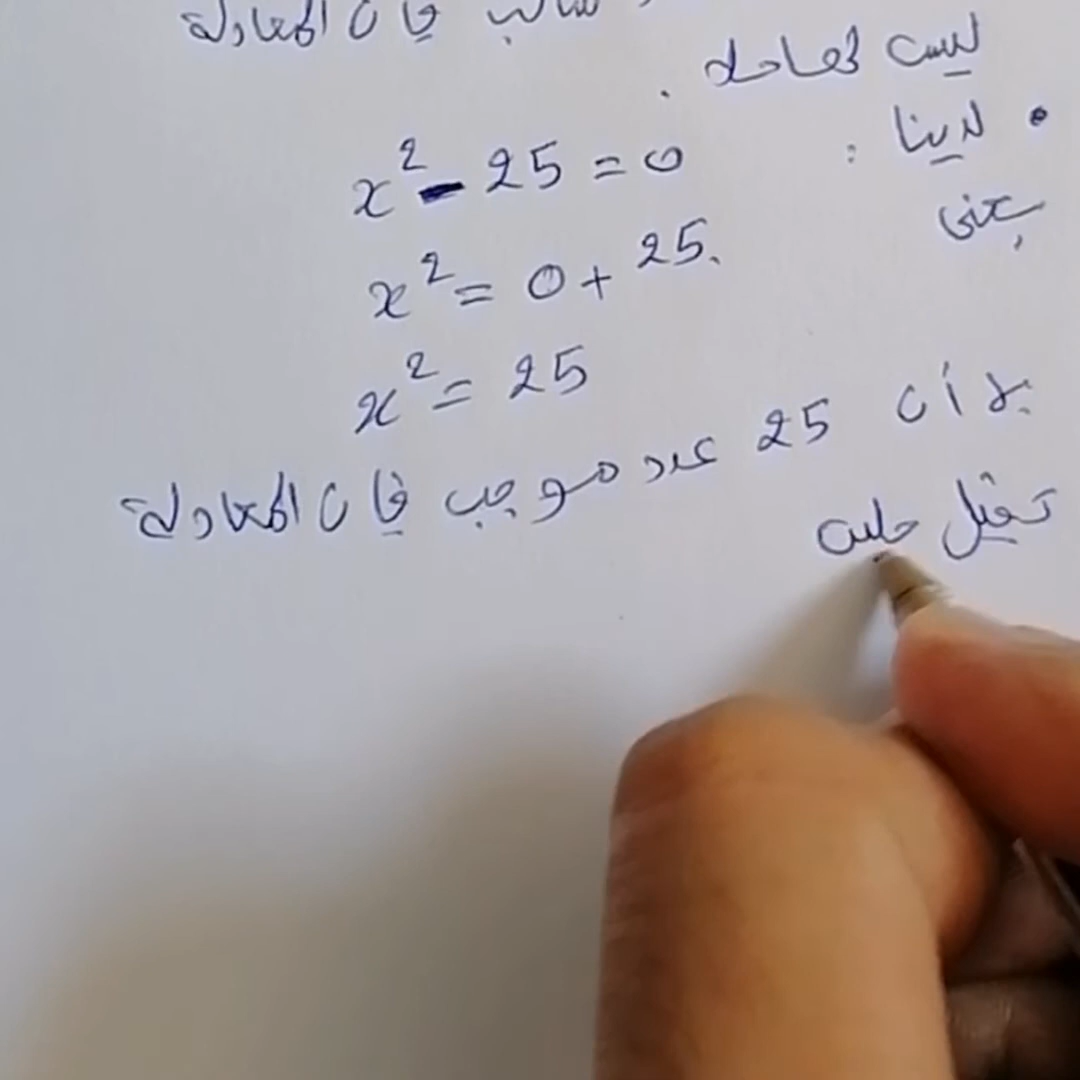 سالب فإن المعادلة
ليست لها حل .
• لدينا : x² - 25 = 0
يعني x² = 0 + 25
x² = 25
بما أن 25 عدد موجب فإن المعادلة
تقبل حلين